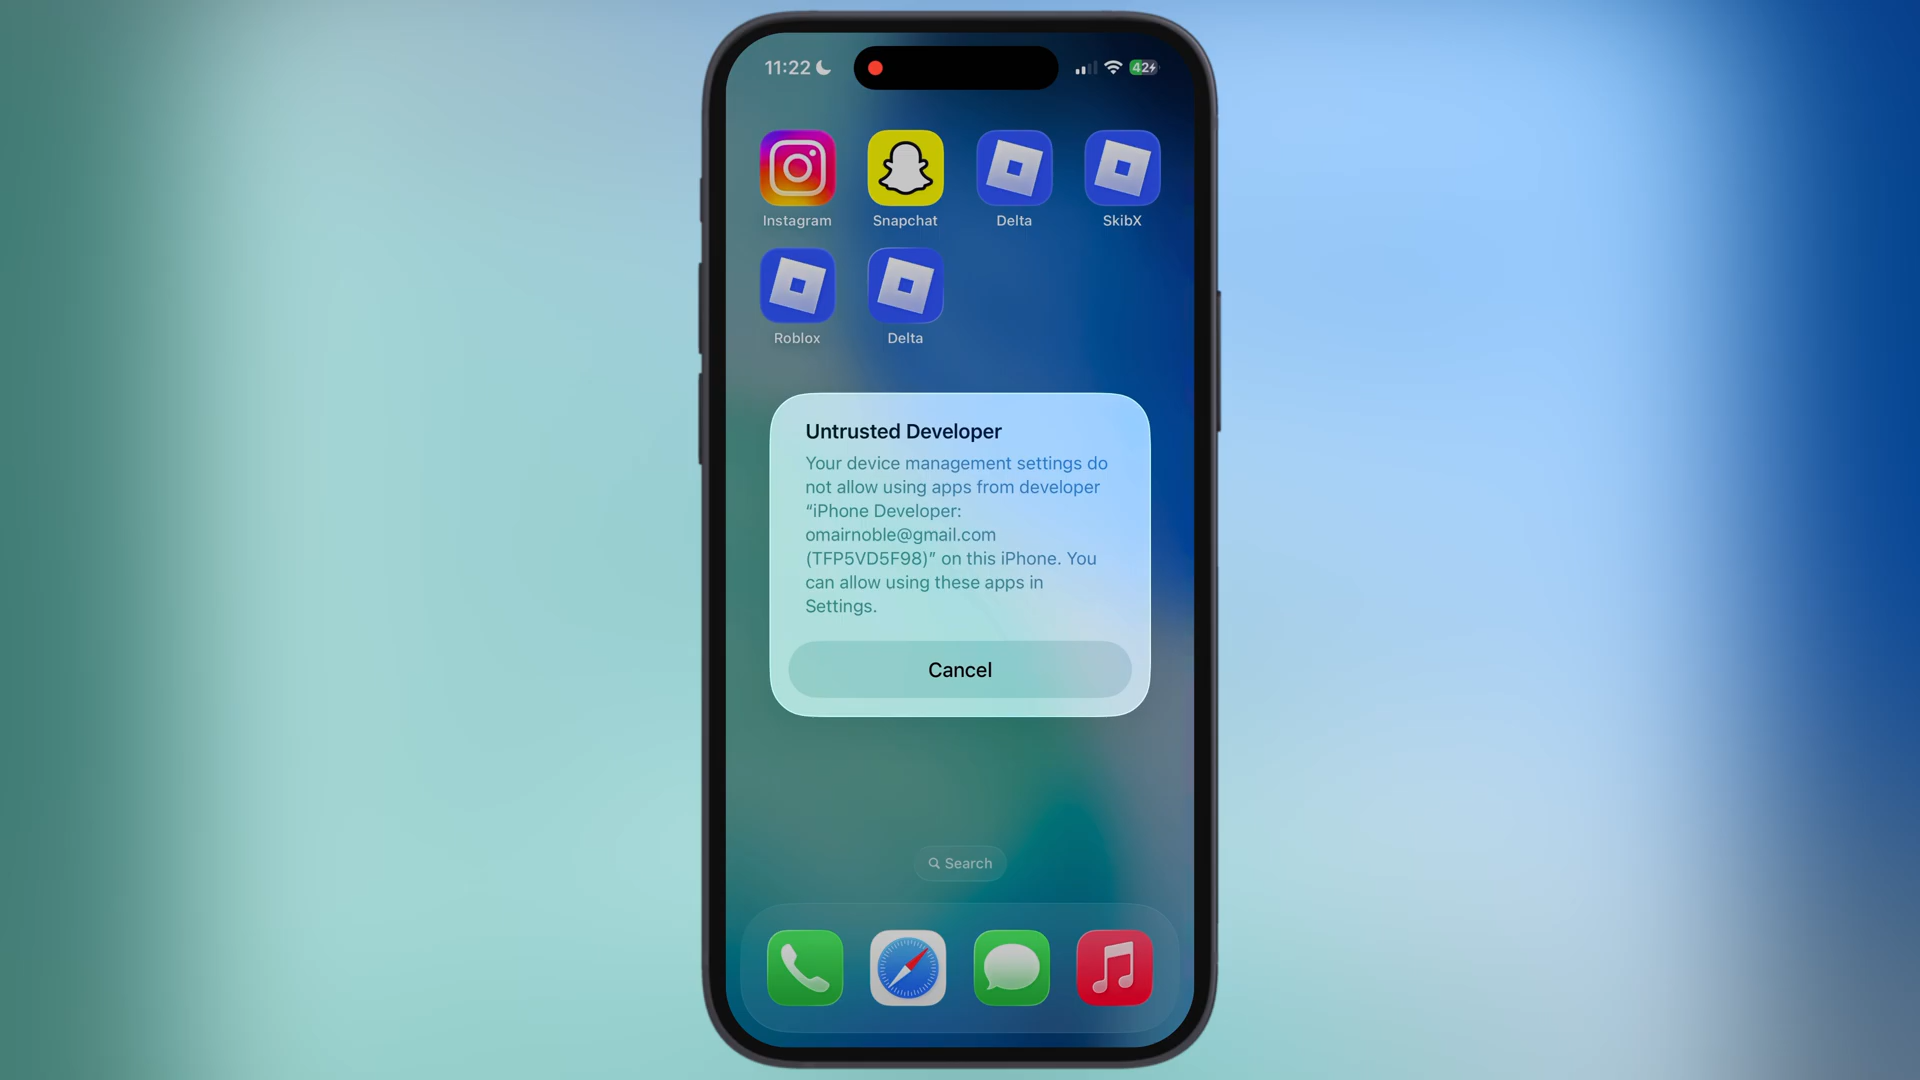 11:22
42
Instagram
Snapchat
Delta
SkibX
Roblox
Delta
Untrusted Developer
Your device management settings do
not allow using apps from developer
“iPhone Developer:
omairnoble@gmail.com
(TFP5VD5F98)” on this iPhone. You
can allow using these apps in
Settings.
Cancel
Search